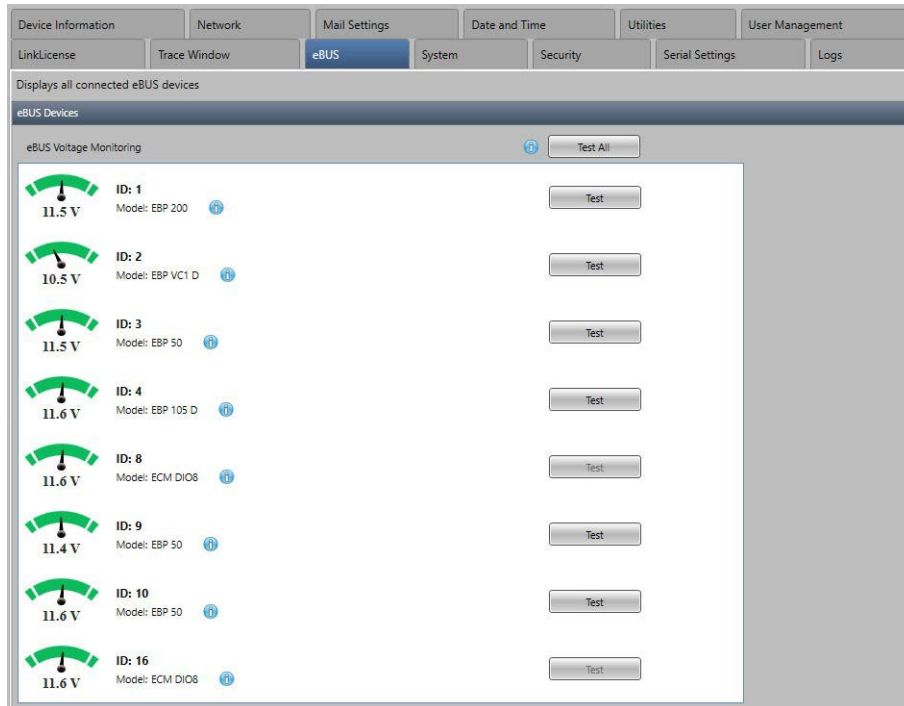 Device Information Network Mail Settings Date and Time Utilities User Management
LinkLicense Trace Window eBUS System Security Serial Settings Logs
Displays all connected eBUS devices
eBUS Devices
eBUS Voltage Monitoring Test All
ID: 1
11.5 V Model: EBP 200 Test
ID: 2
10.5 V Model: EBP VC1 D Test
ID: 3
11.5 V Model: EBP 50 Test
ID: 4
11.6 V Model: EBP 105 D Test
ID: 8
11.6 V Model: ECM DIO8 Test
ID: 9
11.4 V Model: EBP 50 Test
ID: 10
11.6 V Model: EBP 50 Test
ID: 16
11.6 V Model: ECM DIO8 Test